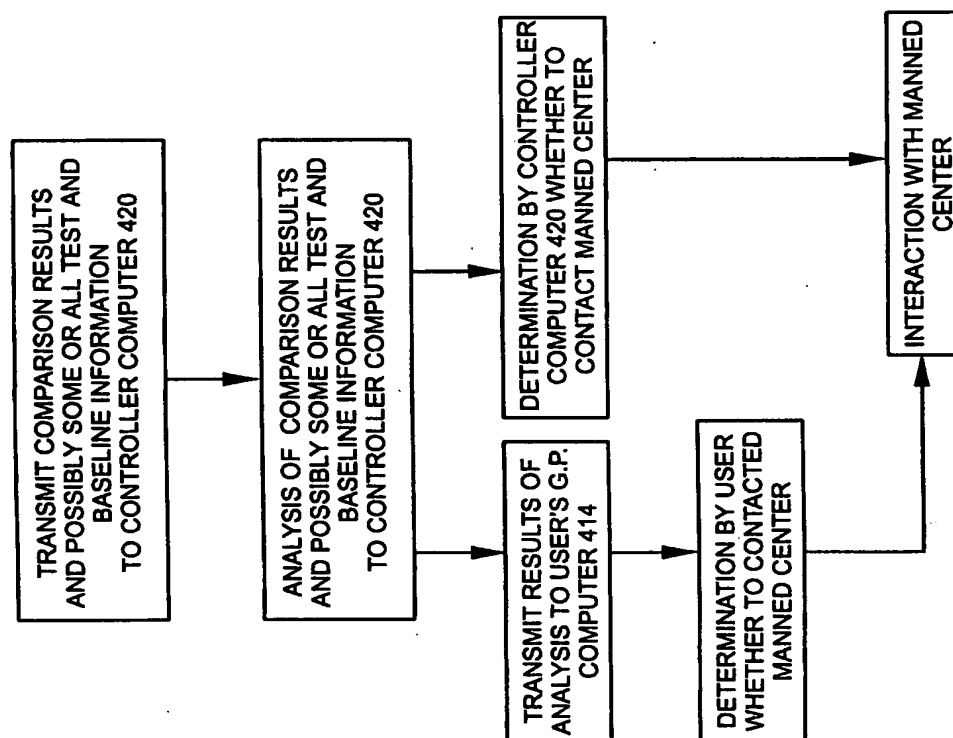 TRANSMIT COMPARISON RESULTS
AND POSSIBLY SOME OR ALL TEST AND
BASELINE INFORMATION
TO CONTROLLER COMPUTER 420
ANALYSIS OF COMPARISON RESULTS
AND POSSIBLY SOME OR ALL TEST AND
BASELINE INFORMATION
TO CONTROLLER COMPUTER 420
TRANSMIT RESULTS OF
ANALYSIS TO USER'S G.P.
COMPUTER 414
DETERMINATION BY CONTROLLER
COMPUTER 420 WHETHER TO
CONTACT MANNED CENTER
DETERMINATION BY USER
WHETHER TO CONTACTED
MANNED CENTER
INTERACTION WITH MANNED
CENTER